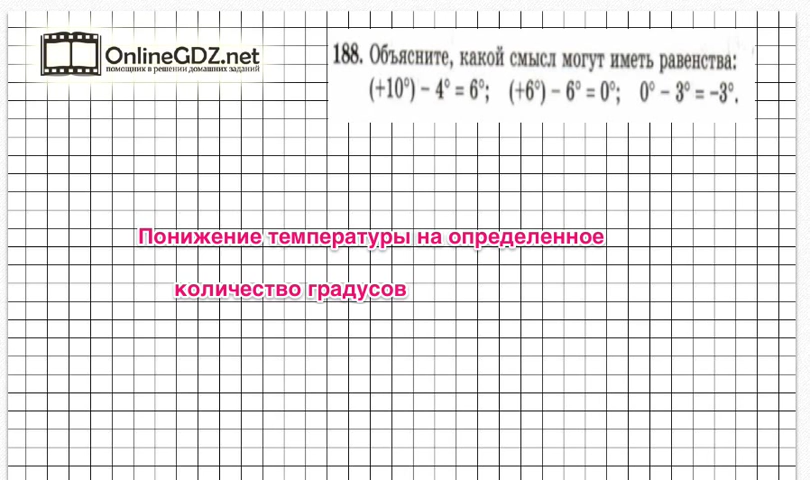 OnlineGDZ.net
помощник в решении домашних заданий
188. Объясните, какой смысл могут иметь равенства:
(+10°) – 4° = 6°; (+6°) – 6° = 0°; 0° – 3° = –3°.
Понижение температуры на определенное
количество градусов